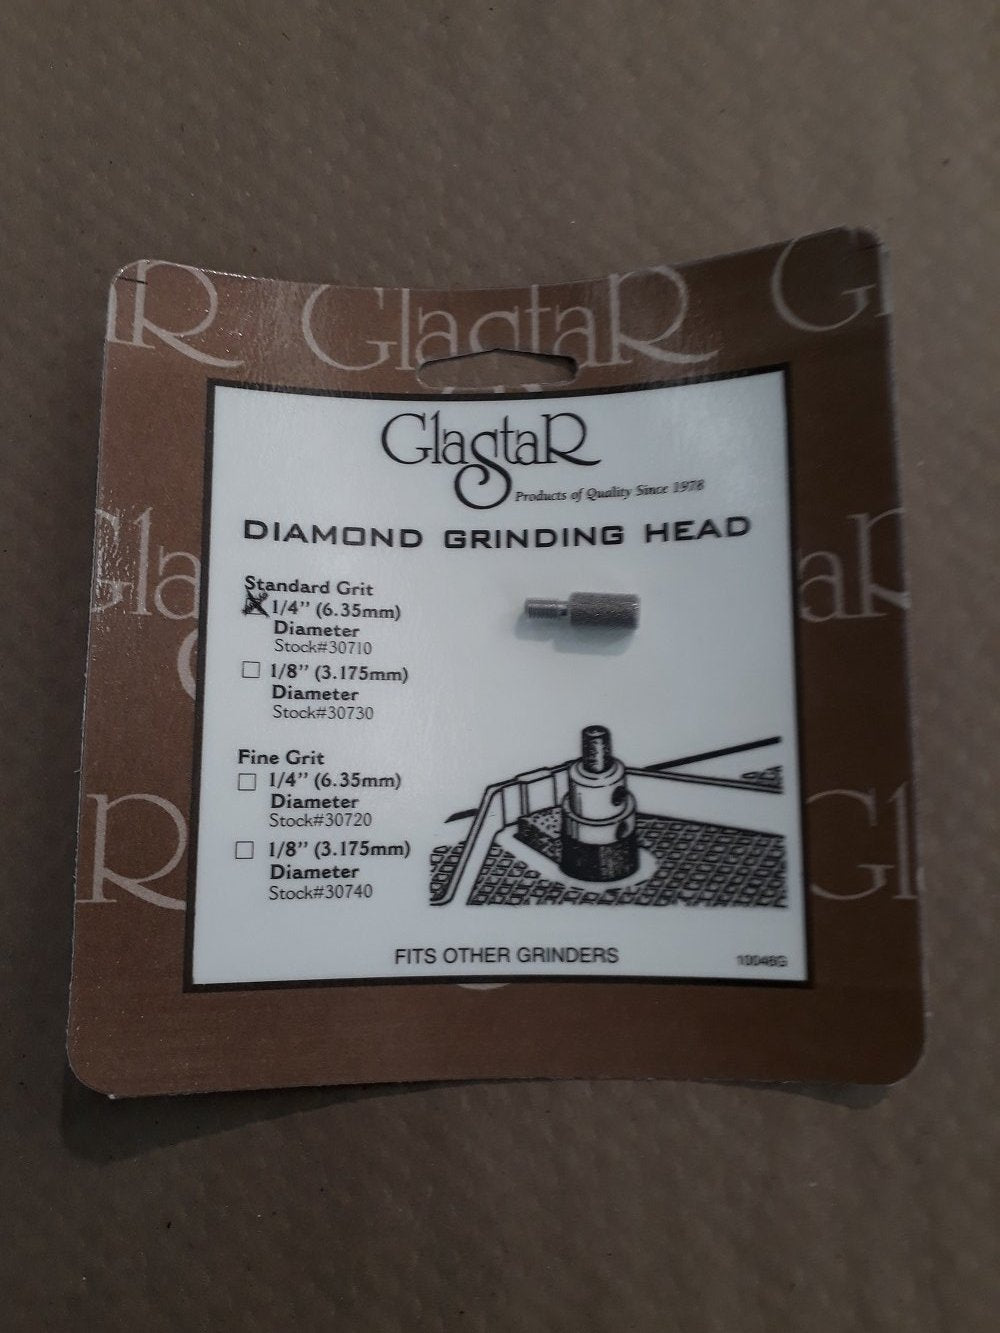 GlastaR
GlastaR
Products of Quality Since 1978
DIAMOND GRINDING HEAD
Standard Grit
1/4" (6.35mm)
Diameter
Stock#30710
1/8" (3.175mm)
Diameter
Stock#30730
Fine Grit
1/4" (6.35mm)
Diameter
Stock#30720
1/8" (3.175mm)
Diameter
Stock#30740
FITS OTHER GRINDERS
10046G